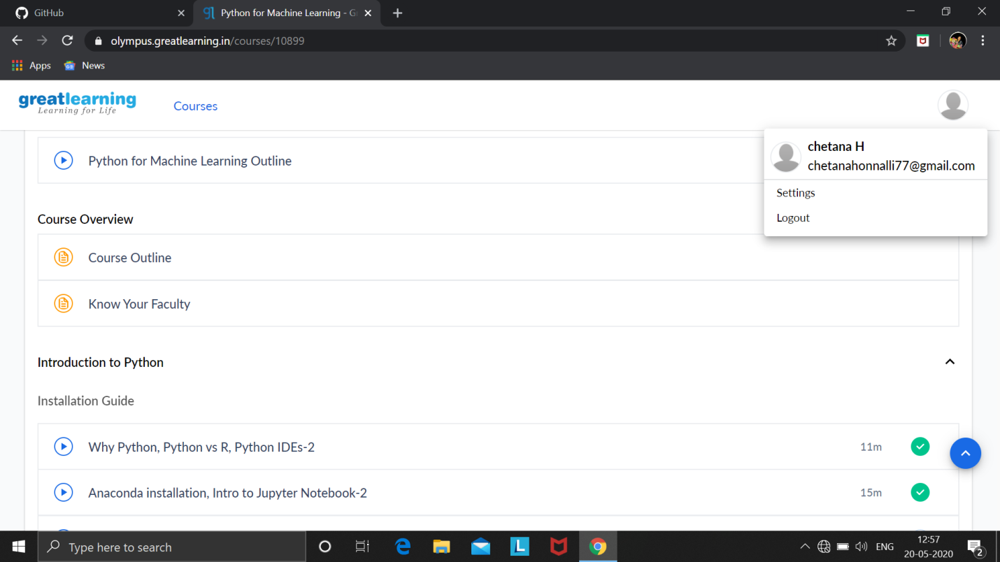 GitHub
Python for Machine Learning - G
olympus.greatlearning.in/courses/10899
Apps
News
greatlearning
Learning for Life
Courses
chetana H
chetanahonnalli77@gmail.com
Settings
Logout
Python for Machine Learning Outline
Course Overview
Course Outline
Know Your Faculty
Introduction to Python
Installation Guide
Why Python, Python vs R, Python IDEs-2 11m
Anaconda installation, Intro to Jupyter Notebook-2 15m
Type here to search
ENG
12:57
20-05-2020
2